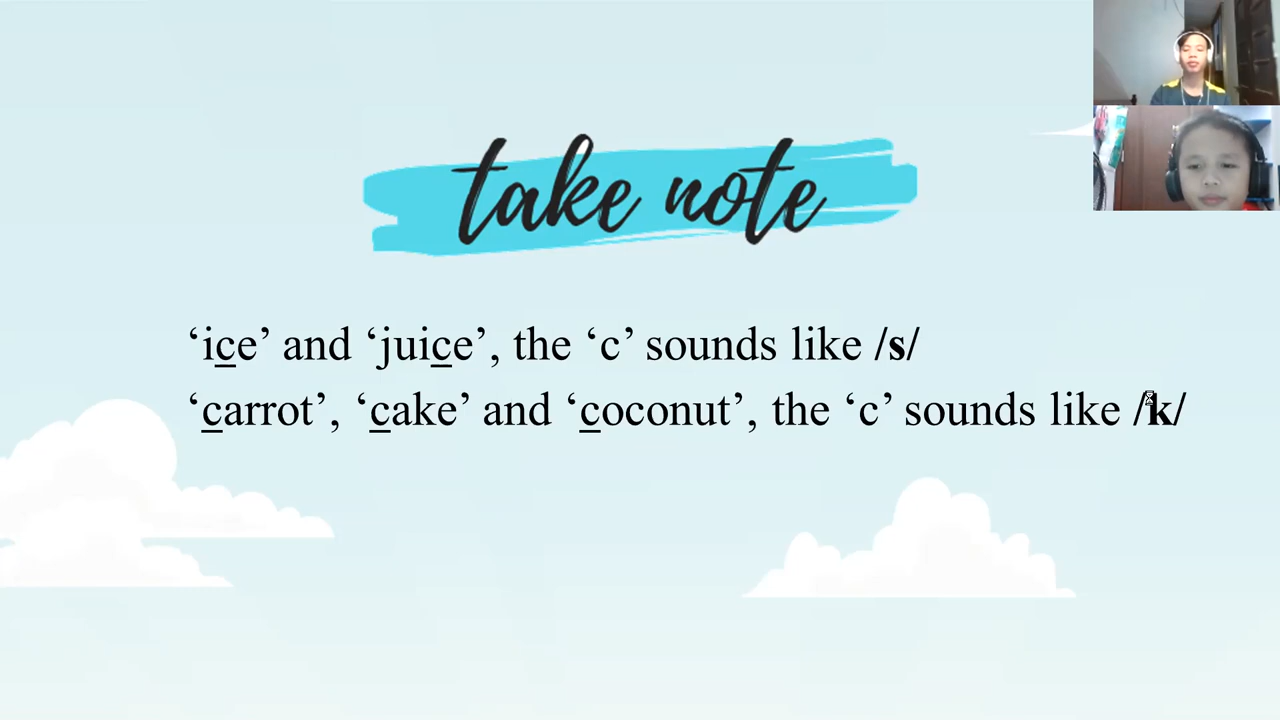 take note
‘ice’ and ‘juice’, the ‘c’ sounds like /s/
‘carrot’, ‘cake’ and ‘coconut’, the ‘c’ sounds like /k/